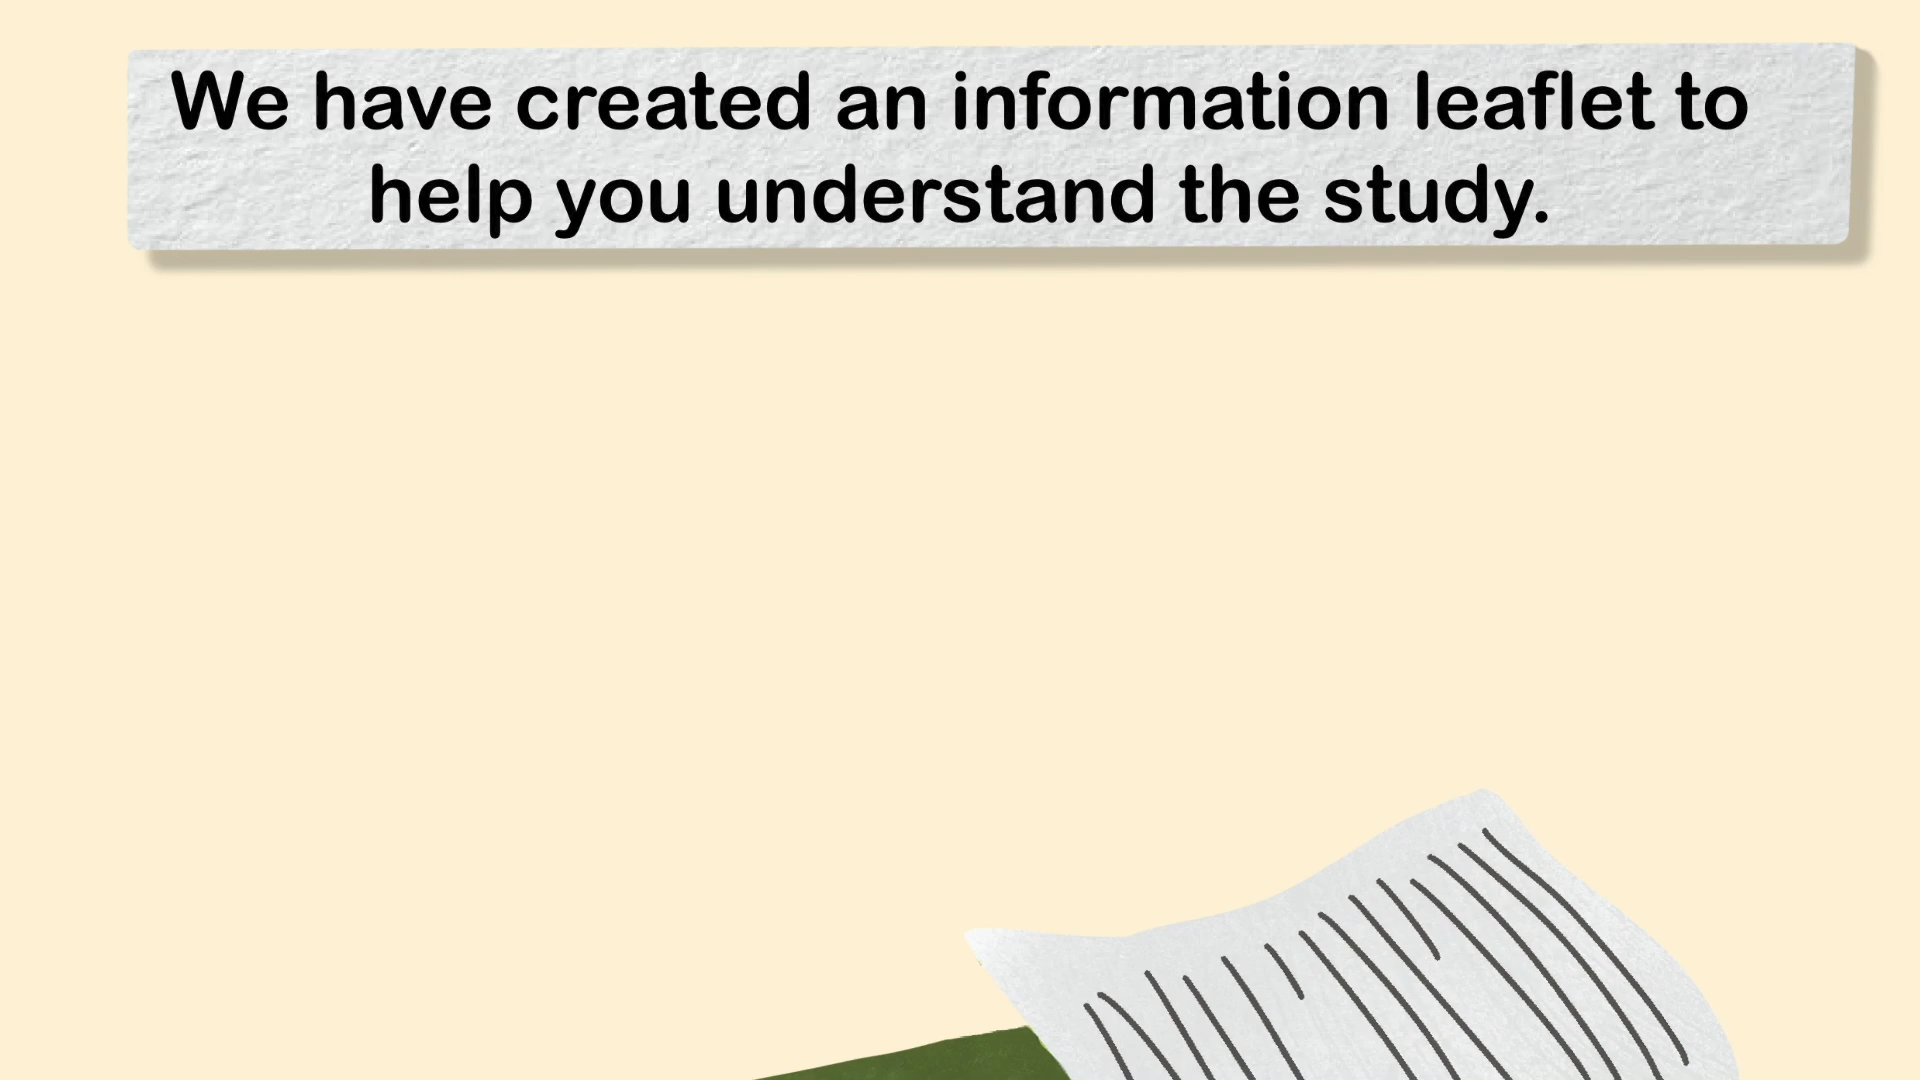 We have created an information leaflet to
help you understand the study.